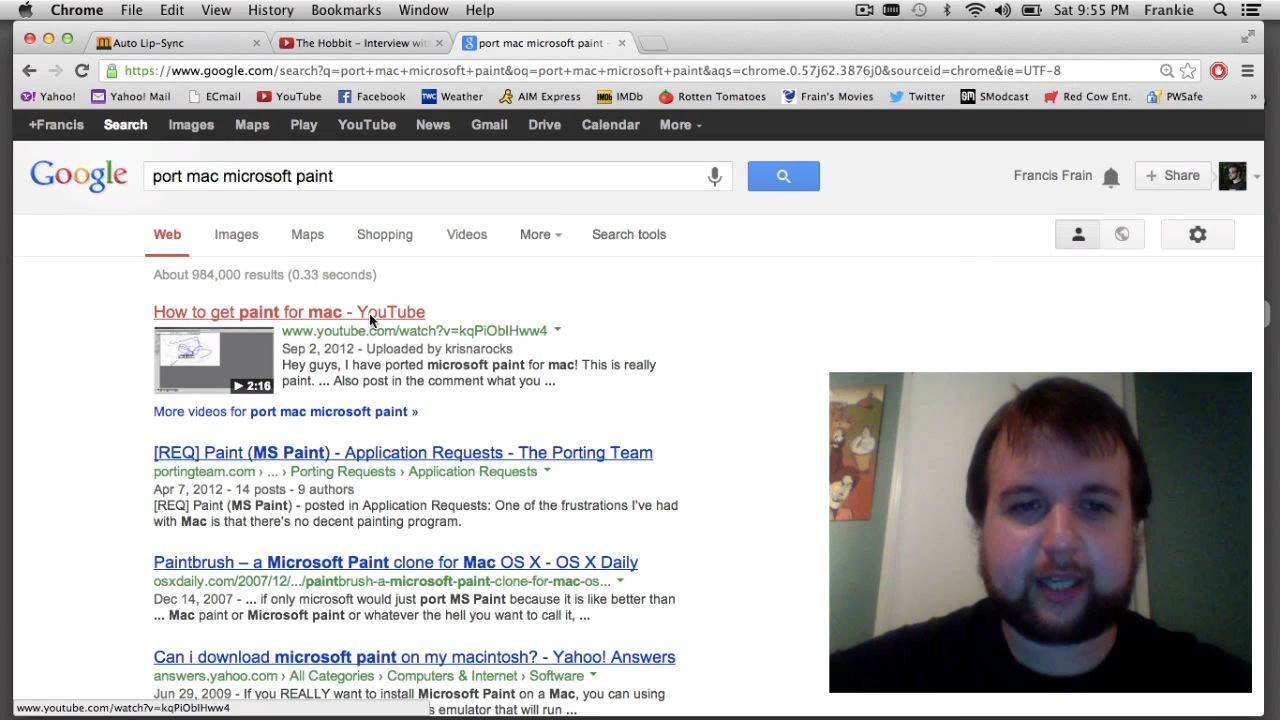 Chrome File Edit View History Bookmarks Window Help Sat 9:55 PM Frankie
Auto Lip-Sync The Hobbit – Interview wit port mac microsoft paint -
https://www.google.com/search?q=port+mac+microsoft+paint&oq=port+mac+microsoft+paint&aqs=chrome.0.57j62.3876j0&sourceid=chrome&ie=UTF-8
Yahoo! Yahoo! Mail ECmail YouTube Facebook TWC Weather AIM Express IMDb IMDb Rotten Tomatoes Frain's Movies Twitter SM SModcast Red Cow Ent. PWSafe »
+Francis Search Images Maps Play YouTube News Gmail Drive Calendar More
Google port mac microsoft paint Francis Frain + Share
Web Images Maps Shopping Videos More Search tools
About 984,000 results (0.33 seconds)
How to get paint for mac - YouTube
www.youtube.com/watch?v=kqPiOblHww4
Sep 2, 2012 - Uploaded by krisnarocks
Hey guys, I have ported microsoft paint for mac! This is really
paint. ... Also post in the comment what you ...
2:16
More videos for port mac microsoft paint »
[REQ] Paint (MS Paint) - Application Requests - The Porting Team
portingteam.com › ... › Porting Requests › Application Requests
Apr 7, 2012 - 14 posts - 9 authors
[REQ] Paint (MS Paint) - posted in Application Requests: One of the frustrations I've had
with Mac is that there's no decent painting program.
Paintbrush – a Microsoft Paint clone for Mac OS X - OS X Daily
osxdaily.com/2007/12/.../paintbrush-a-microsoft-paint-clone-for-mac-os...
Dec 14, 2007 - ... if only microsoft would just port MS Paint because it is like better than
... Mac paint or Microsoft paint or whatever the hell you want to call it, ...
Can i download microsoft paint on my macintosh? - Yahoo! Answers
answers.yahoo.com › All Categories › Computers & Internet › Software
Jun 29, 2009 - If you REALLY want to install Microsoft Paint on a Mac, you can using
s emulator that will run ...
www.youtube.com/watch?v=kqPiOblHww4